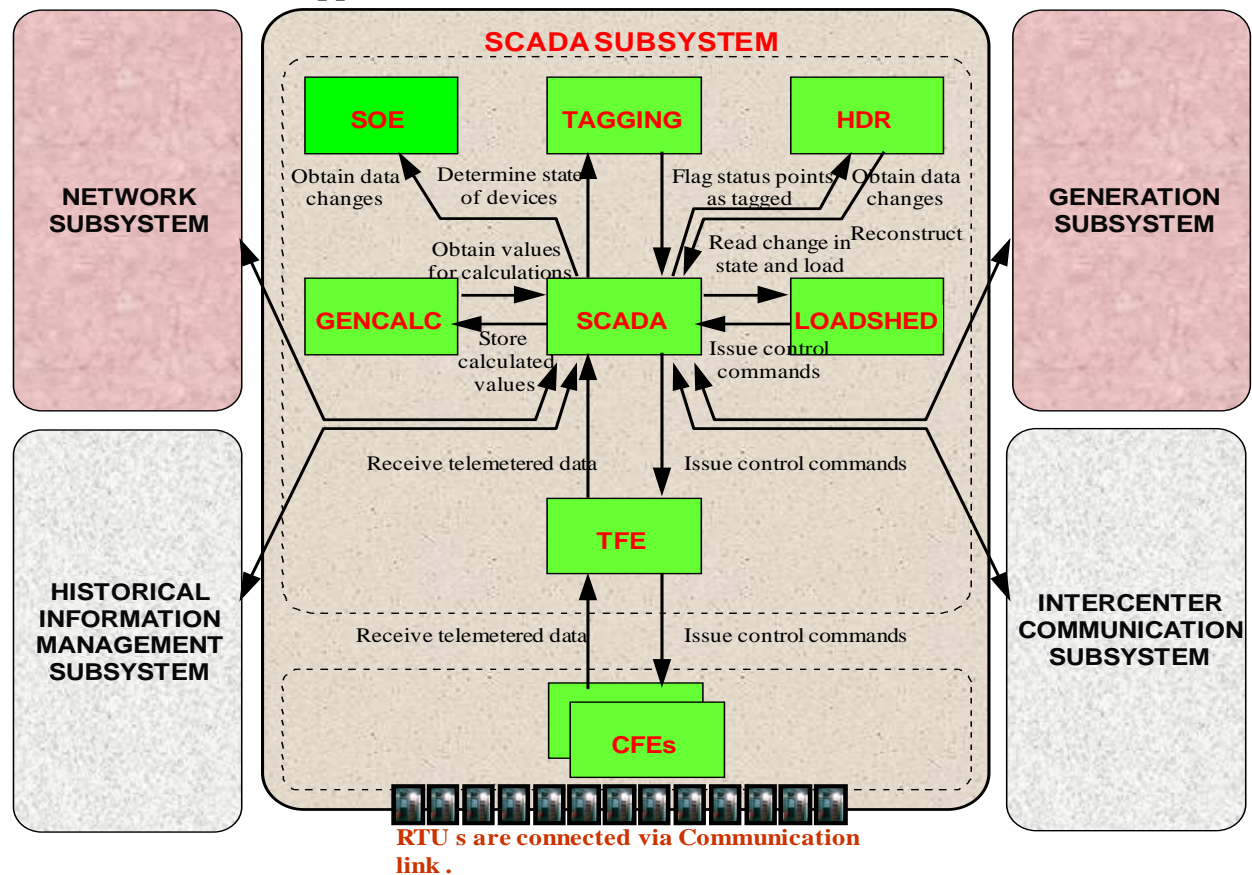 SCADA SUBSYSTEM
NETWORK
SUBSYSTEM
GENERATION
SUBSYSTEM
SOE
TAGGING
HDR
Obtain data
changes
Determine state
of devices
Flag status points
as tagged
Obtain data
changes
Obtain values
for calculations
Read change in
state and load
Reconstruct
GENCALC
SCADA
LOADSHED
Store
calculated
values
Issue control
commands
Receive telemetered data
Issue control commands
TFE
HISTORICAL
INFORMATION
MANAGEMENT
SUBSYSTEM
INTERCENTER
COMMUNICATION
SUBSYSTEM
Receive telemetered data
Issue control commands
CFEs
RTU s are connected via Communication
link .